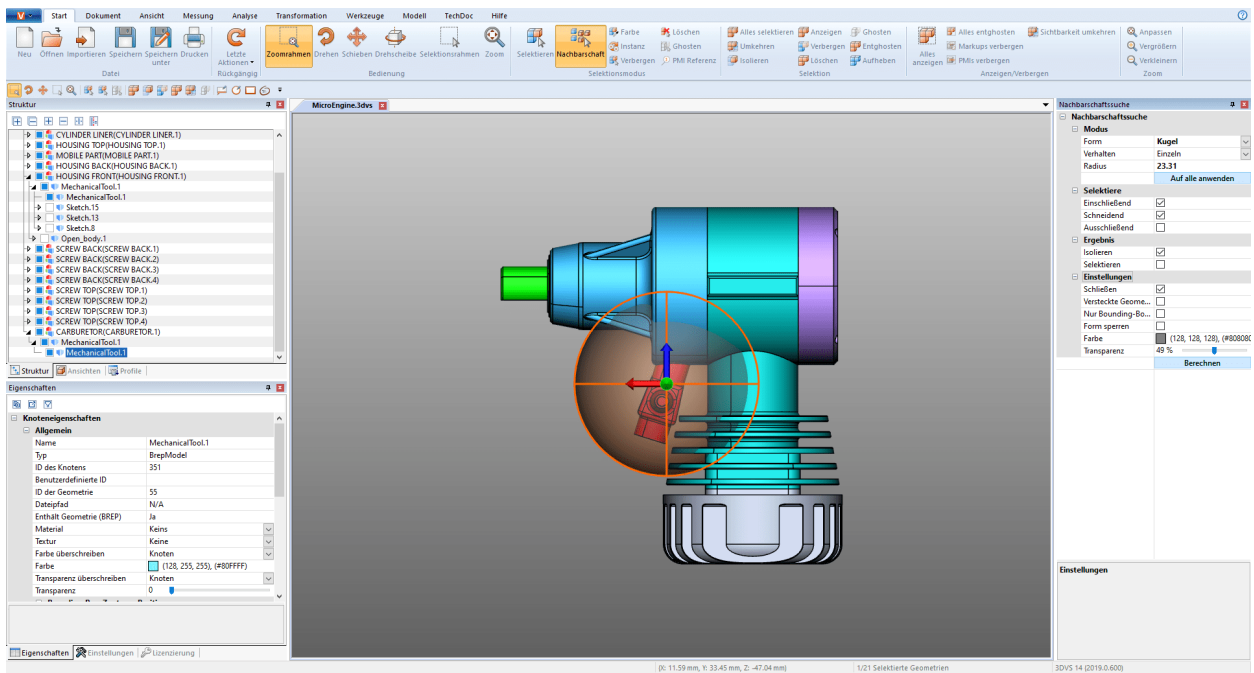 V
Start Dokument Ansicht Messung Analyse Transformation Werkzeuge Modell TechDoc Hilfe
Neu Öffnen Importieren Speichern Speichern unter Drucken
Datei
Letzte Aktionen
Rückgängig
Zoomrahmen Drehen Schieben Drehscheibe Selektionsrahmen Zoom
Bedienung
Selektieren Nachbarschaft
Farbe Löschen
Instanz Ghosten
Verbergen PMI Referenz
Selektionsmodus
Alles selektieren Anzeigen Ghosten
Umkehren Verbergen Entghosten
Isolieren Löschen Aufheben
Selektion
Alles anzeigen
Alles entghosten Sichtbarkeit umkehren
Markups verbergen
PMIs verbergen
Anzeigen/Verbergen
Anpassen
Vergrößern
Verkleinern
Zoom
Struktur
CYLINDER LINER(CYLINDER LINER.1)
HOUSING TOP(HOUSING TOP.1)
MOBILE PART(MOBILE PART.1)
HOUSING BACK(HOUSING BACK.1)
HOUSING FRONT(HOUSING FRONT.1)
MechanicalTool.1
MechanicalTool.1
Sketch.15
Sketch.13
Sketch.8
Open_body.1
SCREW BACK(SCREW BACK.1)
SCREW BACK(SCREW BACK.2)
SCREW BACK(SCREW BACK.3)
SCREW BACK(SCREW BACK.4)
SCREW TOP(SCREW TOP.1)
SCREW TOP(SCREW TOP.2)
SCREW TOP(SCREW TOP.3)
SCREW TOP(SCREW TOP.4)
CARBURETOR(CARBURETOR.1)
MechanicalTool.1
MechanicalTool.1
Struktur Ansichten Profile
Eigenschaften
Knoteneigenschaften
Allgemein
Name MechanicalTool.1
Typ BrepModel
ID des Knotens 351
Benutzerdefinierte ID
ID der Geometrie 55
Dateipfad N/A
Enthält Geometrie (BREP) Ja
Material Keins
Textur Keine
Farbe überschreiben Knoten
Farbe (128, 255, 255), (#80FFFF)
Transparenz überschreiben Knoten
Transparenz 0
Eigenschaften Einstellungen Lizenzierung
MicroEngine.3dvs
Nachbarschaftssuche
Nachbarschaftssuche
Modus
Form Kugel
Verhalten Einzeln
Radius 23.31
Auf alle anwenden
Selektiere
Einschließend
Schneidend
Ausschließend
Ergebnis
Isolieren
Selektieren
Einstellungen
Schließen
Versteckte Geome...
Nur Bounding-Bo...
Form sperren
Farbe (128, 128, 128), (#808080
Transparenz 49 %
Berechnen
Einstellungen
(X: 11.59 mm, Y: 33.45 mm, Z: -47.04 mm) 1/21 Selektierte Geometrien 3DVS 14 (2019.0.600)